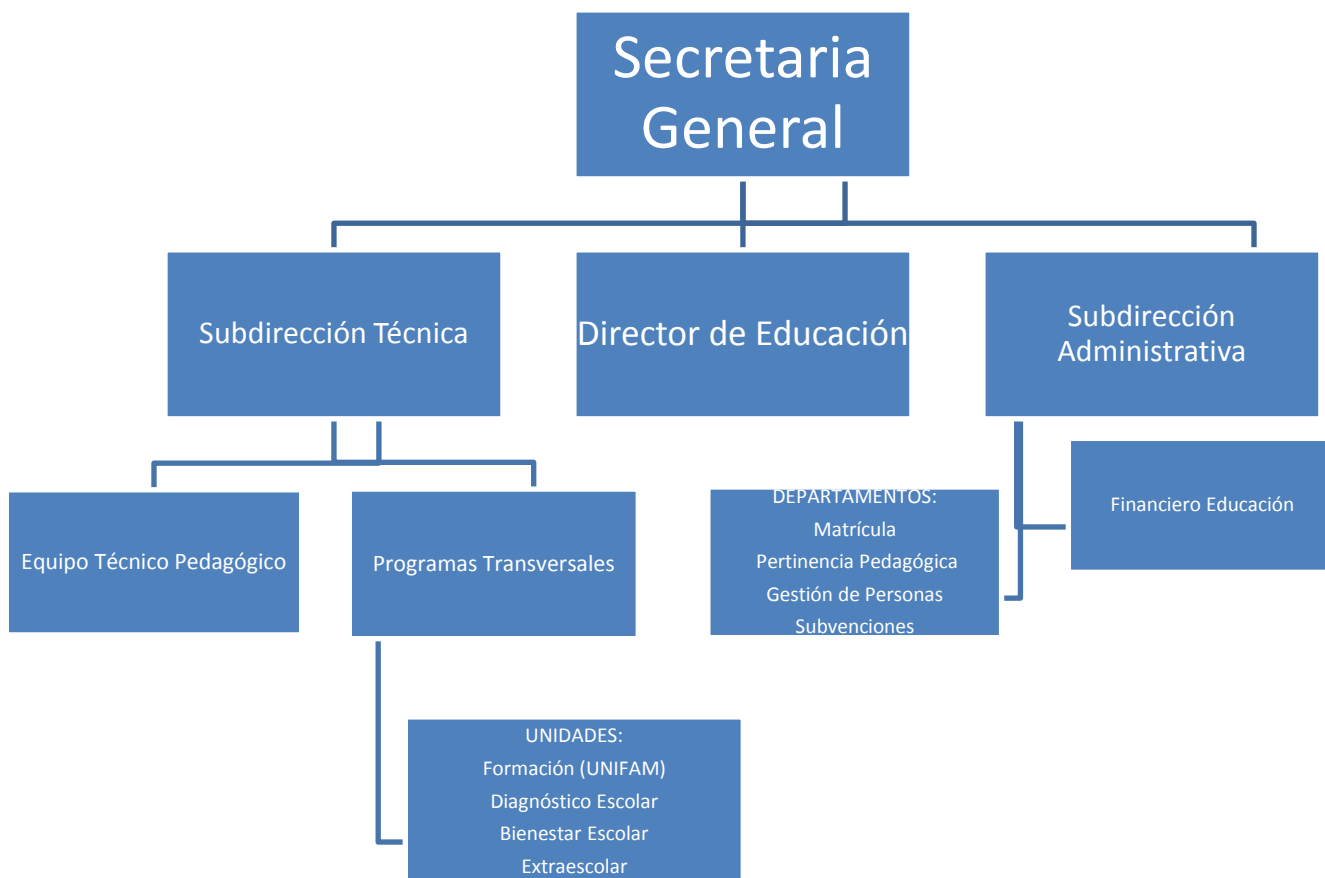 Secretaria
General
Subdirección Técnica
Director de Educación
Subdirección
Administrativa
Equipo Técnico Pedagógico
Programas Transversales
DEPARTAMENTOS:
Matrícula
Pertinencia Pedagógica
Gestión de Personas
Subvenciones
Financiero Educación
UNIDADES:
Formación (UNIFAM)
Diagnóstico Escolar
Bienestar Escolar
Extraescolar